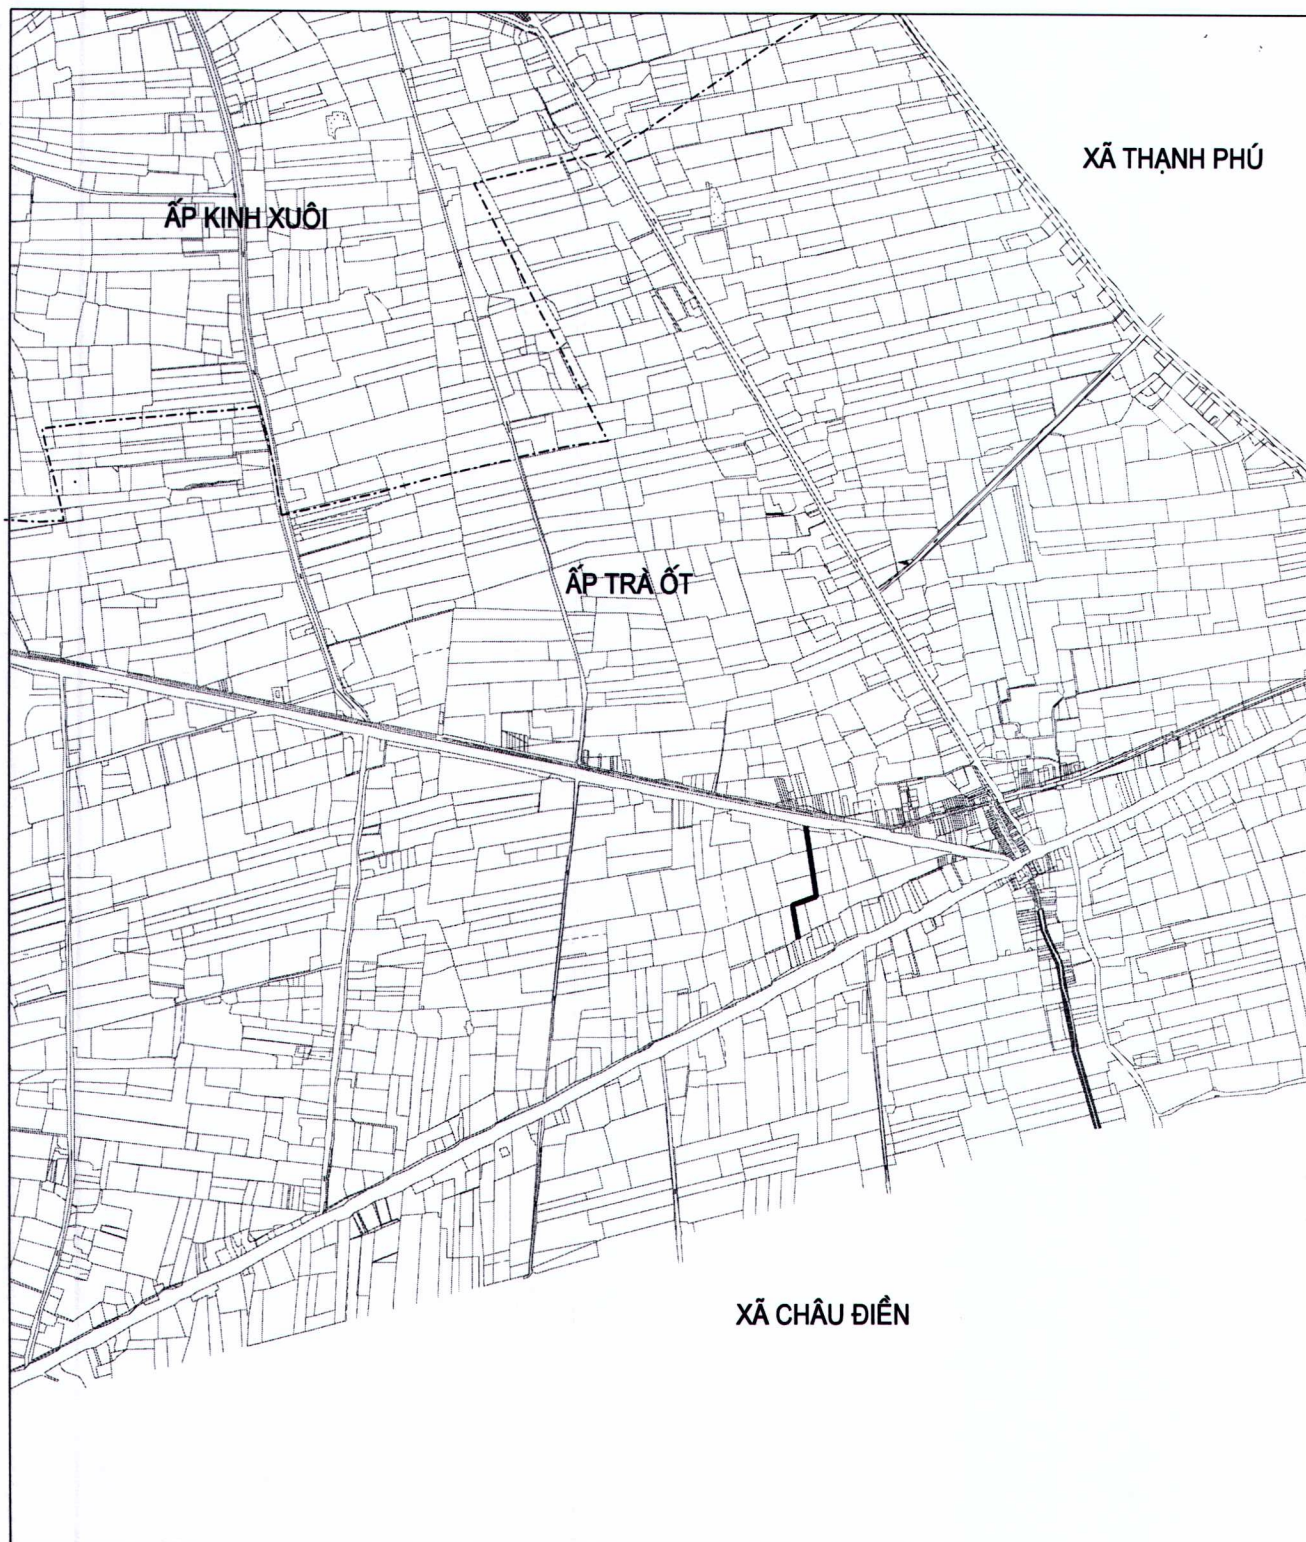 XÃ THẠNH PHÚ
ẤP KINH XUÔI
ẤP TRÀ ỐT
XÃ CHÂU ĐIỀN